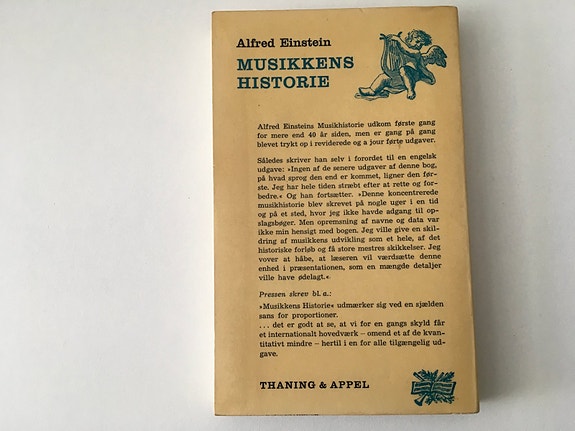 Alfred Einstein
MUSIKKENS
HISTORIE
Alfred Einsteins Musikhistorie udkom første gang
for mere end 40 år siden, men er gang på gang
blevet trykt op i reviderede og a jour førte udgaver.
Således skriver han selv i forordet til en engelsk
udgave: »Ingen af de senere udgaver af denne bog,
på hvad sprog den end er kommet, ligner den før-
ste. Jeg har hele tiden stræbt efter at rette og for-
bedre.« Og han fortsætter. »Denne koncentrerede
musikhistorie blev skrevet på nogle uger i en tid
og på et sted, hvor jeg ikke havde adgang til op-
slagsbøger. Men opremsning af navne og data var
ikke min hensigt med bogen. Jeg ville give en skil-
dring af musikkens udvikling som et hele, af det
historiske forløb og få store mestres skikkelser. Jeg
vover at håbe, at læseren vil værdsætte denne
enhed i præsentationen, som en mængde detaljer
ville have ødelagt.«
Pressen skrev bl. a.:
»Musikkens Historie« udmærker sig ved en sjælden
sans for proportioner.
... det er godt at se, at vi for en gangs skyld får
et internationalt hovedværk – omend et af de kvan-
titativt mindre – hertil i en for alle tilgængelig ud-
gave.
THANING & APPEL